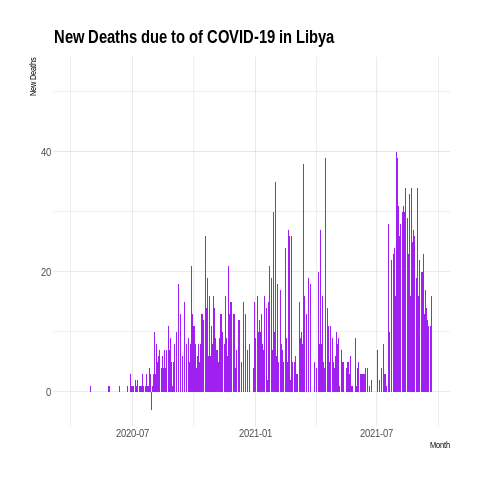 New Deaths due to of COVID-19 in Libya
New Deaths
40
20
0
2020-07
2021-01
2021-07
Month